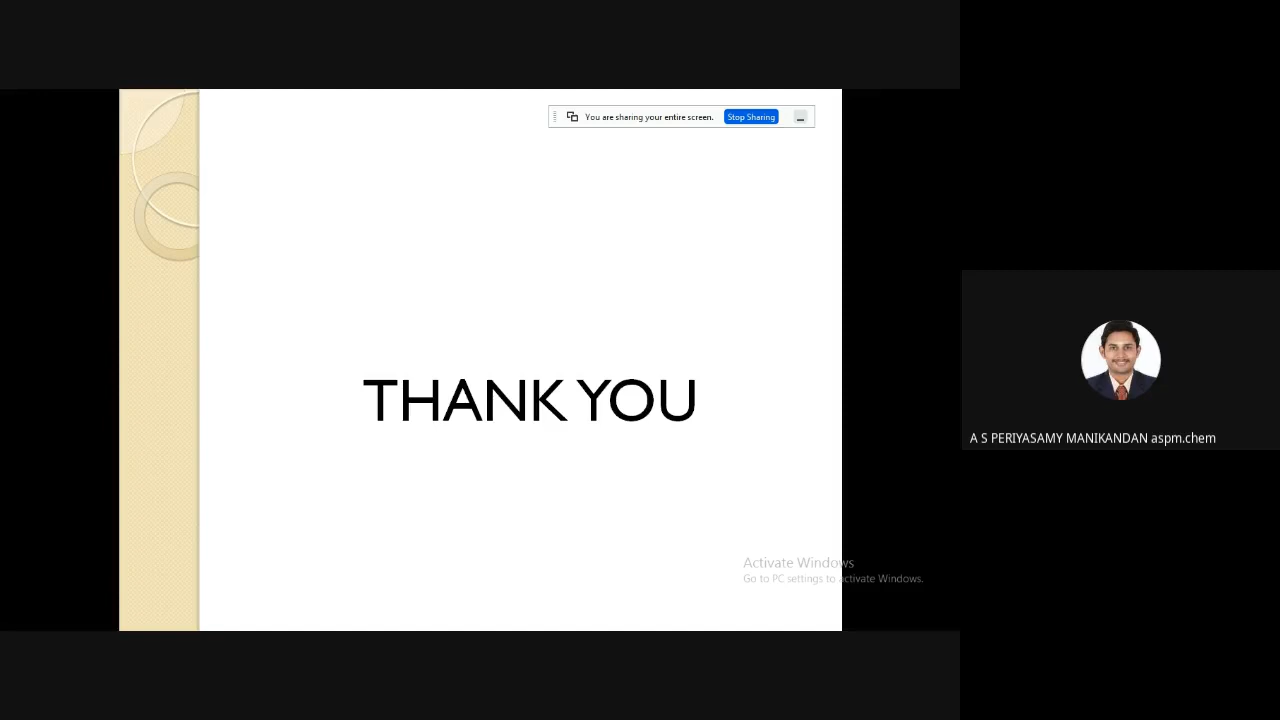 You are sharing your entire screen.
Stop Sharing
THANK YOU
A S PERIYASAMY MANIKANDAN aspm.chem
Activate Windows
Go to PC settings to activate Windows.